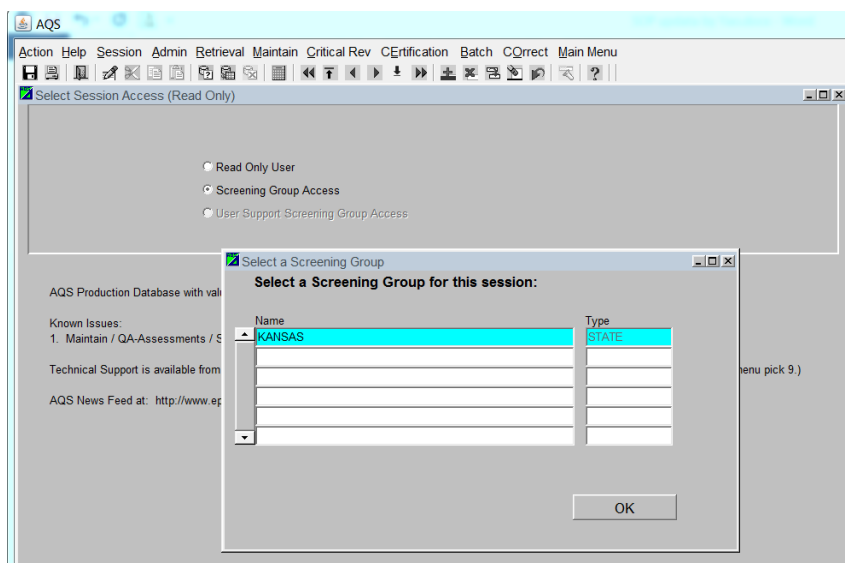 AQS
Action Help Session Admin Retrieval Maintain Critical Rev CErtification Batch COrrect Main Menu
Select Session Access (Read Only)
Read Only User
Screening Group Access
User Support Screening Group Access
Select a Screening Group
Select a Screening Group for this session:
Name Type
KANSAS STATE
OK
AQS Production Database with val
Known Issues:
1. Maintain / QA-Assessments / S
Technical Support is available from
enu pick 9.)
AQS News Feed at: http://www.ep